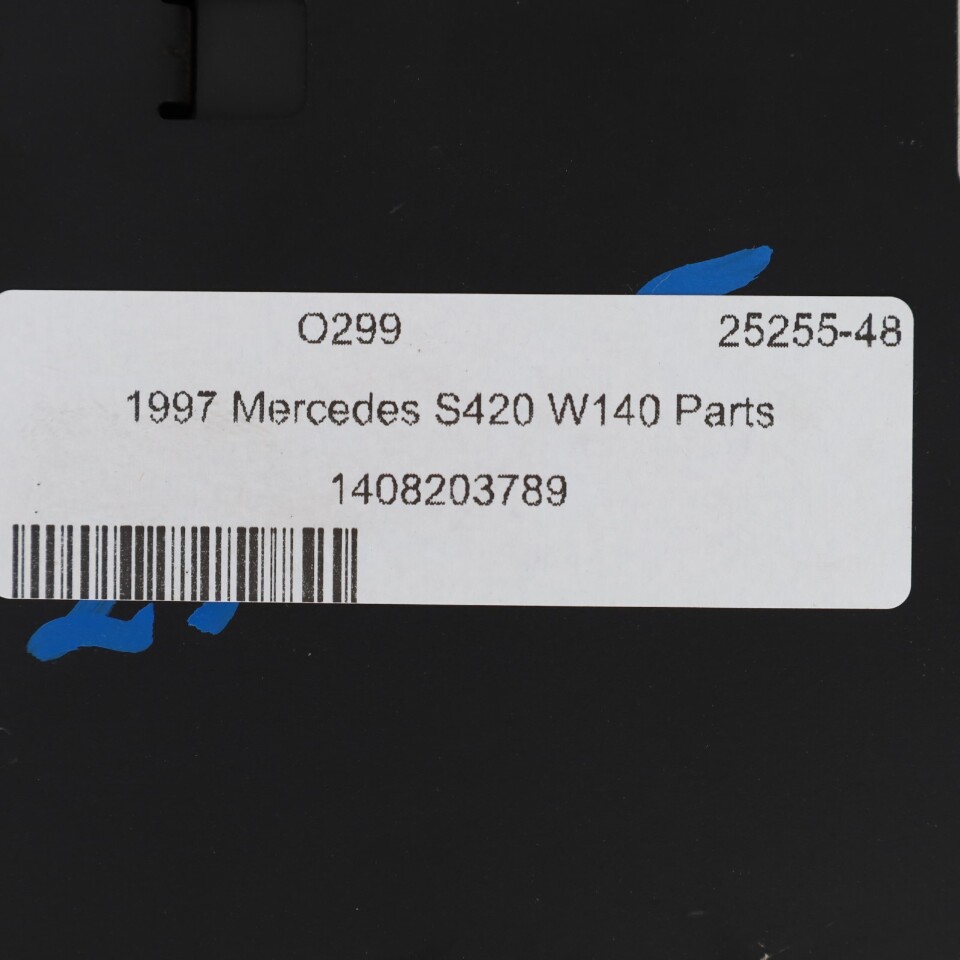 O299 25255-48
1997 Mercedes S420 W140 Parts
1408203789